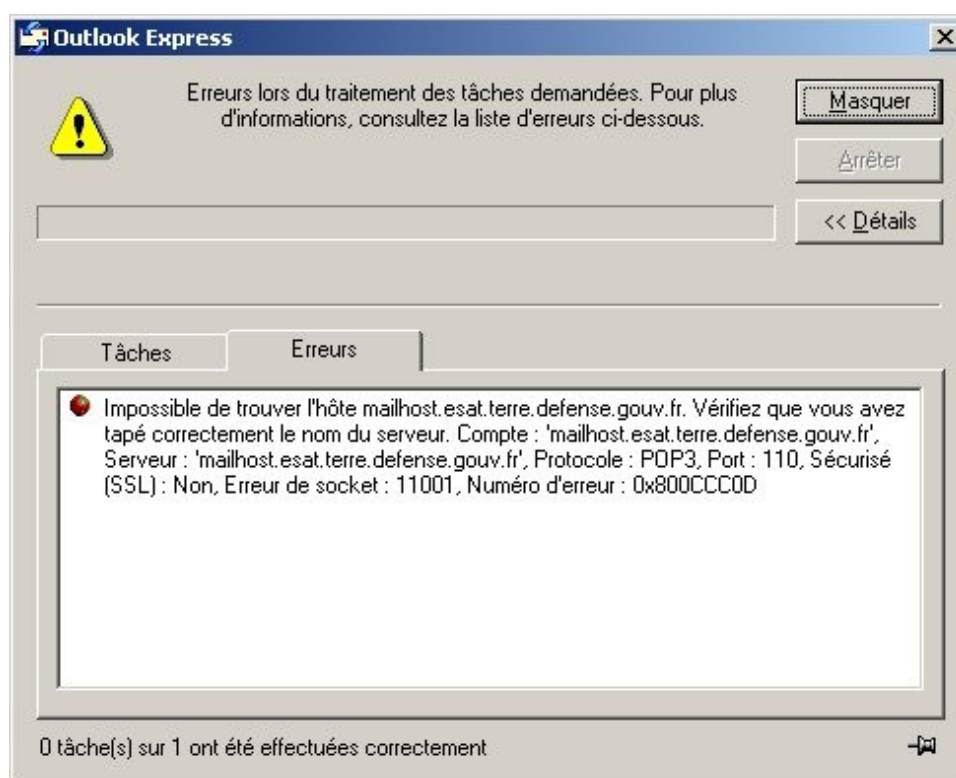 Outlook Express
Erreurs lors du traitement des tâches demandées. Pour plus
d'informations, consultez la liste d'erreurs ci-dessous.
Masquer
Arrêter
<< Détails
Tâches
Erreurs
Impossible de trouver l'hôte mailhost.esat.terre.defense.gouv.fr. Vérifiez que vous avez
tapé correctement le nom du serveur. Compte : 'mailhost.esat.terre.defense.gouv.fr',
Serveur : 'mailhost.esat.terre.defense.gouv.fr', Protocole : POP3, Port : 110, Sécurisé
(SSL) : Non, Erreur de socket : 11001, Numéro d'erreur : 0x800CCC0D
0 tâche(s) sur 1 ont été effectuées correctement